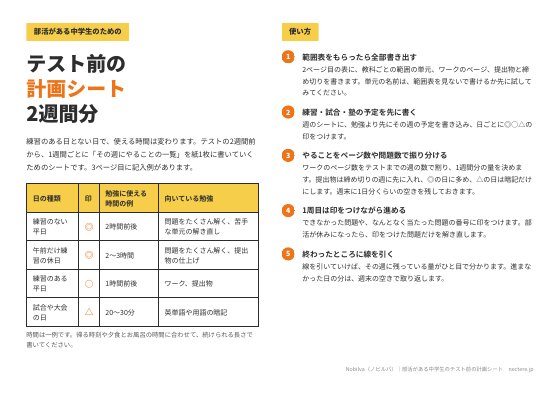 部活がある中学生のための
テスト前の
計画シート
2週間分
練習のある日とない日で、使える時間は変わります。テストの2週間前
から、1週間ごとに「その週にやることの一覧」を紙1枚に書いていく
ためのシートです。3ページ目に記入例があります。
日の種類 印 勉強に使える時間の例 向いている勉強
練習のない平日 ◎ 2時間前後 問題をたくさん解く、苦手な単元の解き直し
午前だけ練習の休日 ◎ 2〜3時間 問題をたくさん解く、提出物の仕上げ
練習のある平日 ○ 1時間前後 ワーク、提出物
試合や大会の日 △ 20〜30分 英単語や用語の暗記
時間は一例です。帰る時刻や夕食とお風呂の時間に合わせて、続けられる長さで
書いてください。
使い方
1 範囲表をもらったら全部書き出す
2ページ目の表に、教科ごとの範囲の単元、ワークのページ、提出物と締
め切りを書きます。単元の名前は、範囲表を見ないで書けるか先に試して
みてください。
2 練習・試合・塾の予定を先に書く
週のシートに、勉強より先にその週の予定を書き込み、日ごとに◎○△の
印をつけます。
3 やることをページ数や問題数で振り分ける
ワークのページ数をテストまでの週の数で割り、1週間分の量を決めま
す。提出物は締め切りの週に先に入れ、◎の日に多め、△の日は暗記だけ
にします。週末に1日分くらいの空きを残しておきます。
4 1周目は印をつけながら進める
できなかった問題や、なんとなく当たった問題の番号に印をつけます。部
活が休みになったら、印をつけた問題だけを解き直します。
5 終わったところに線を引く
線を引いていけば、その週に残っている量がひと目で分かります。進まな
かった日の分は、週末の空きで取り返します。
Nobilva（ノビルバ）｜部活がある中学生のテスト前の計画シート nectere.jp